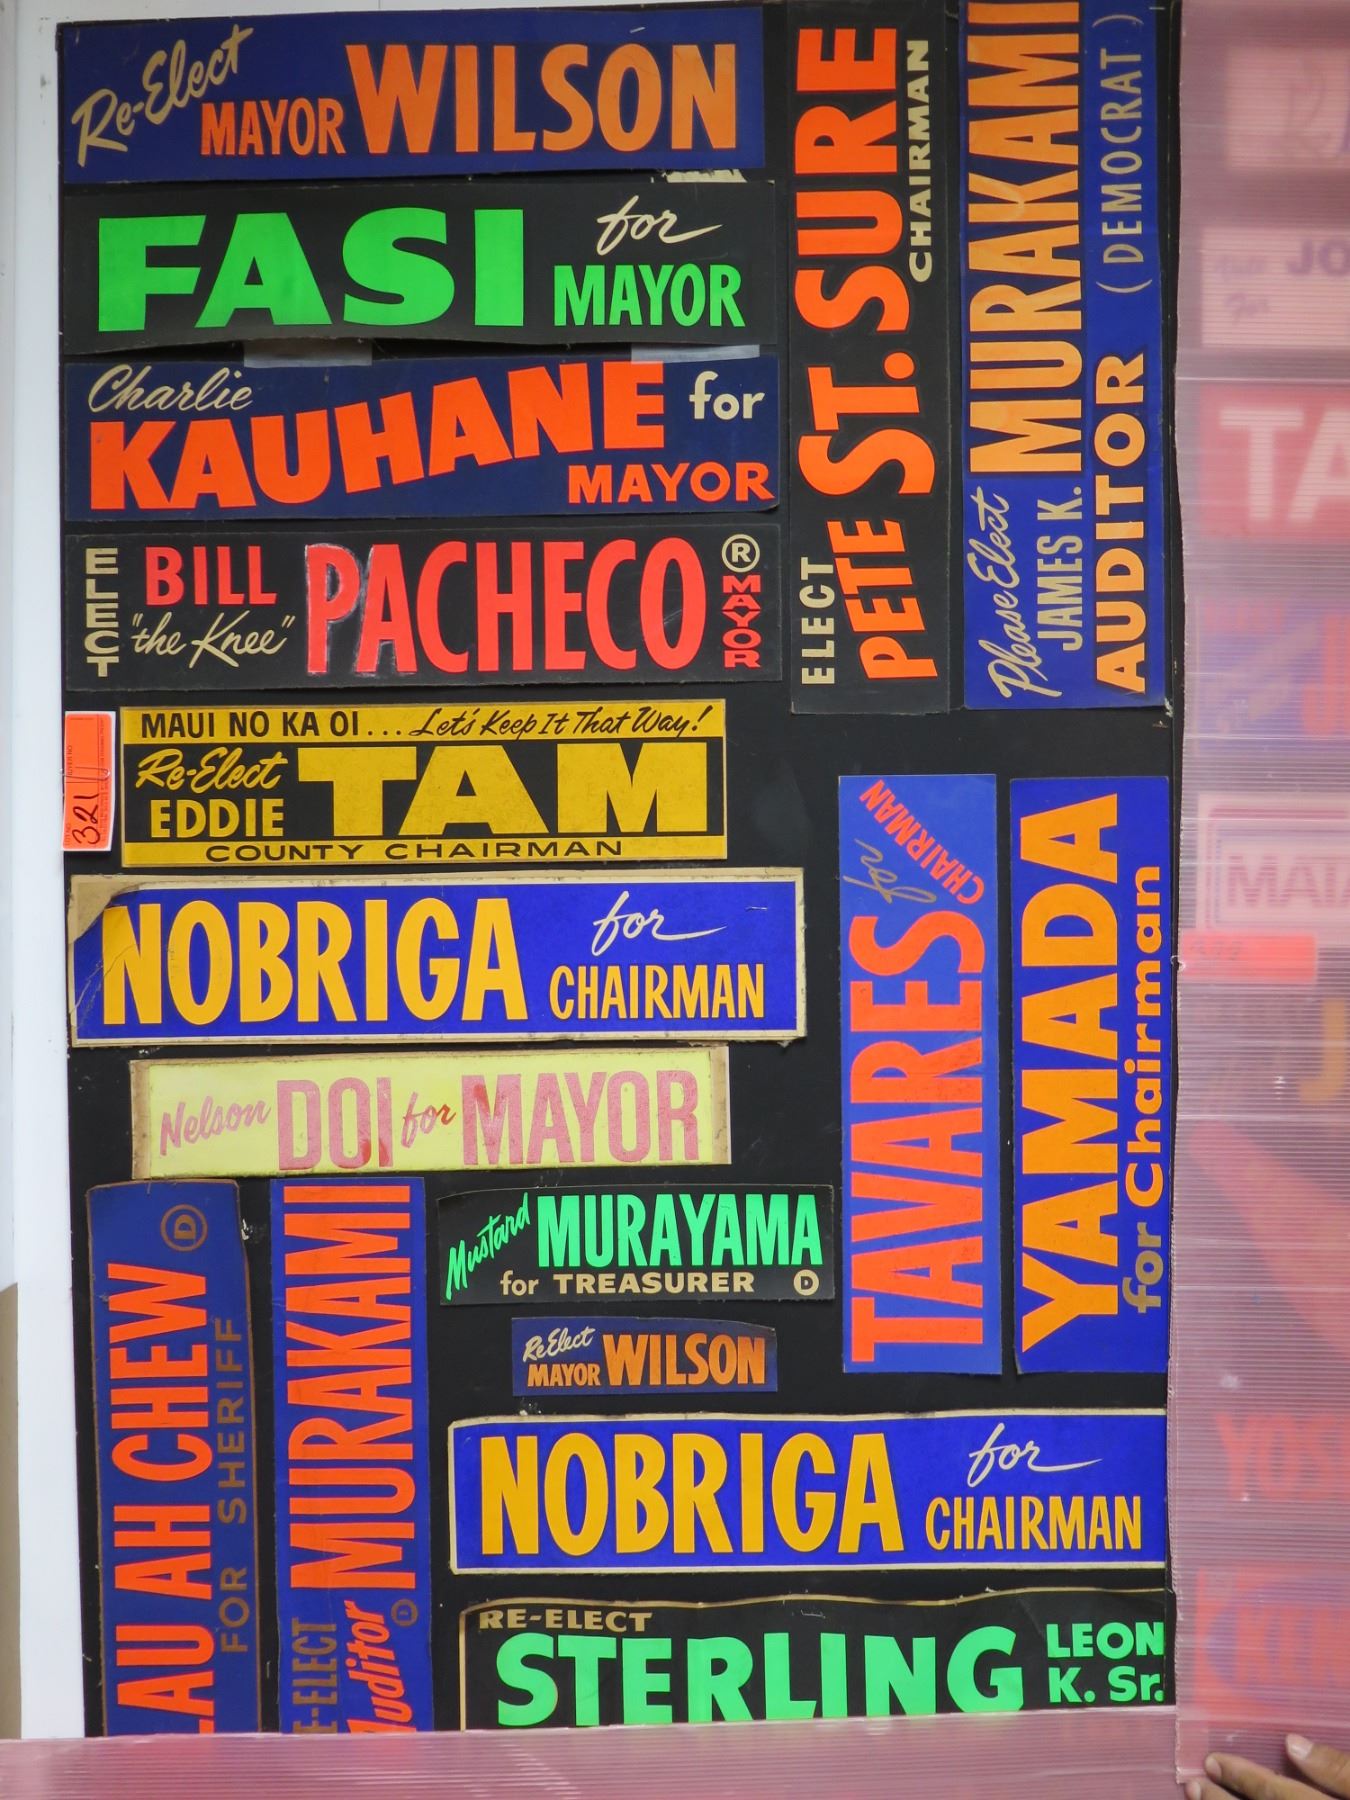 Re-Elect
MAYOR WILSON
FASI for
MAYOR
Charlie
KAUHANE for
MAYOR
ELECT
BILL
"the Knee"
PACHECO
R
MAYOR
ELECT
PETE ST. SURE
CHAIRMAN
Please Elect
JAMES K.
MURAKAMI
AUDITOR (DEMOCRAT)
MAUI NO KA OI... Let's Keep It That Way!
Re-Elect
EDDIE TAM
COUNTY CHAIRMAN
321
NOBRIGA for
CHAIRMAN
TAVARES for
CHAIRMAN
YAMADA
for Chairman
Nelson DOI for MAYOR
LAU AH CHEW
FOR SHERIFF D
E-ELECT
MURAKAMI
Auditor D
Mustard MURAYAMA
for TREASURER D
ReElect
MAYOR WILSON
NOBRIGA for
CHAIRMAN
RE-ELECT
STERLING LEON
K. Sr.
JO
TA